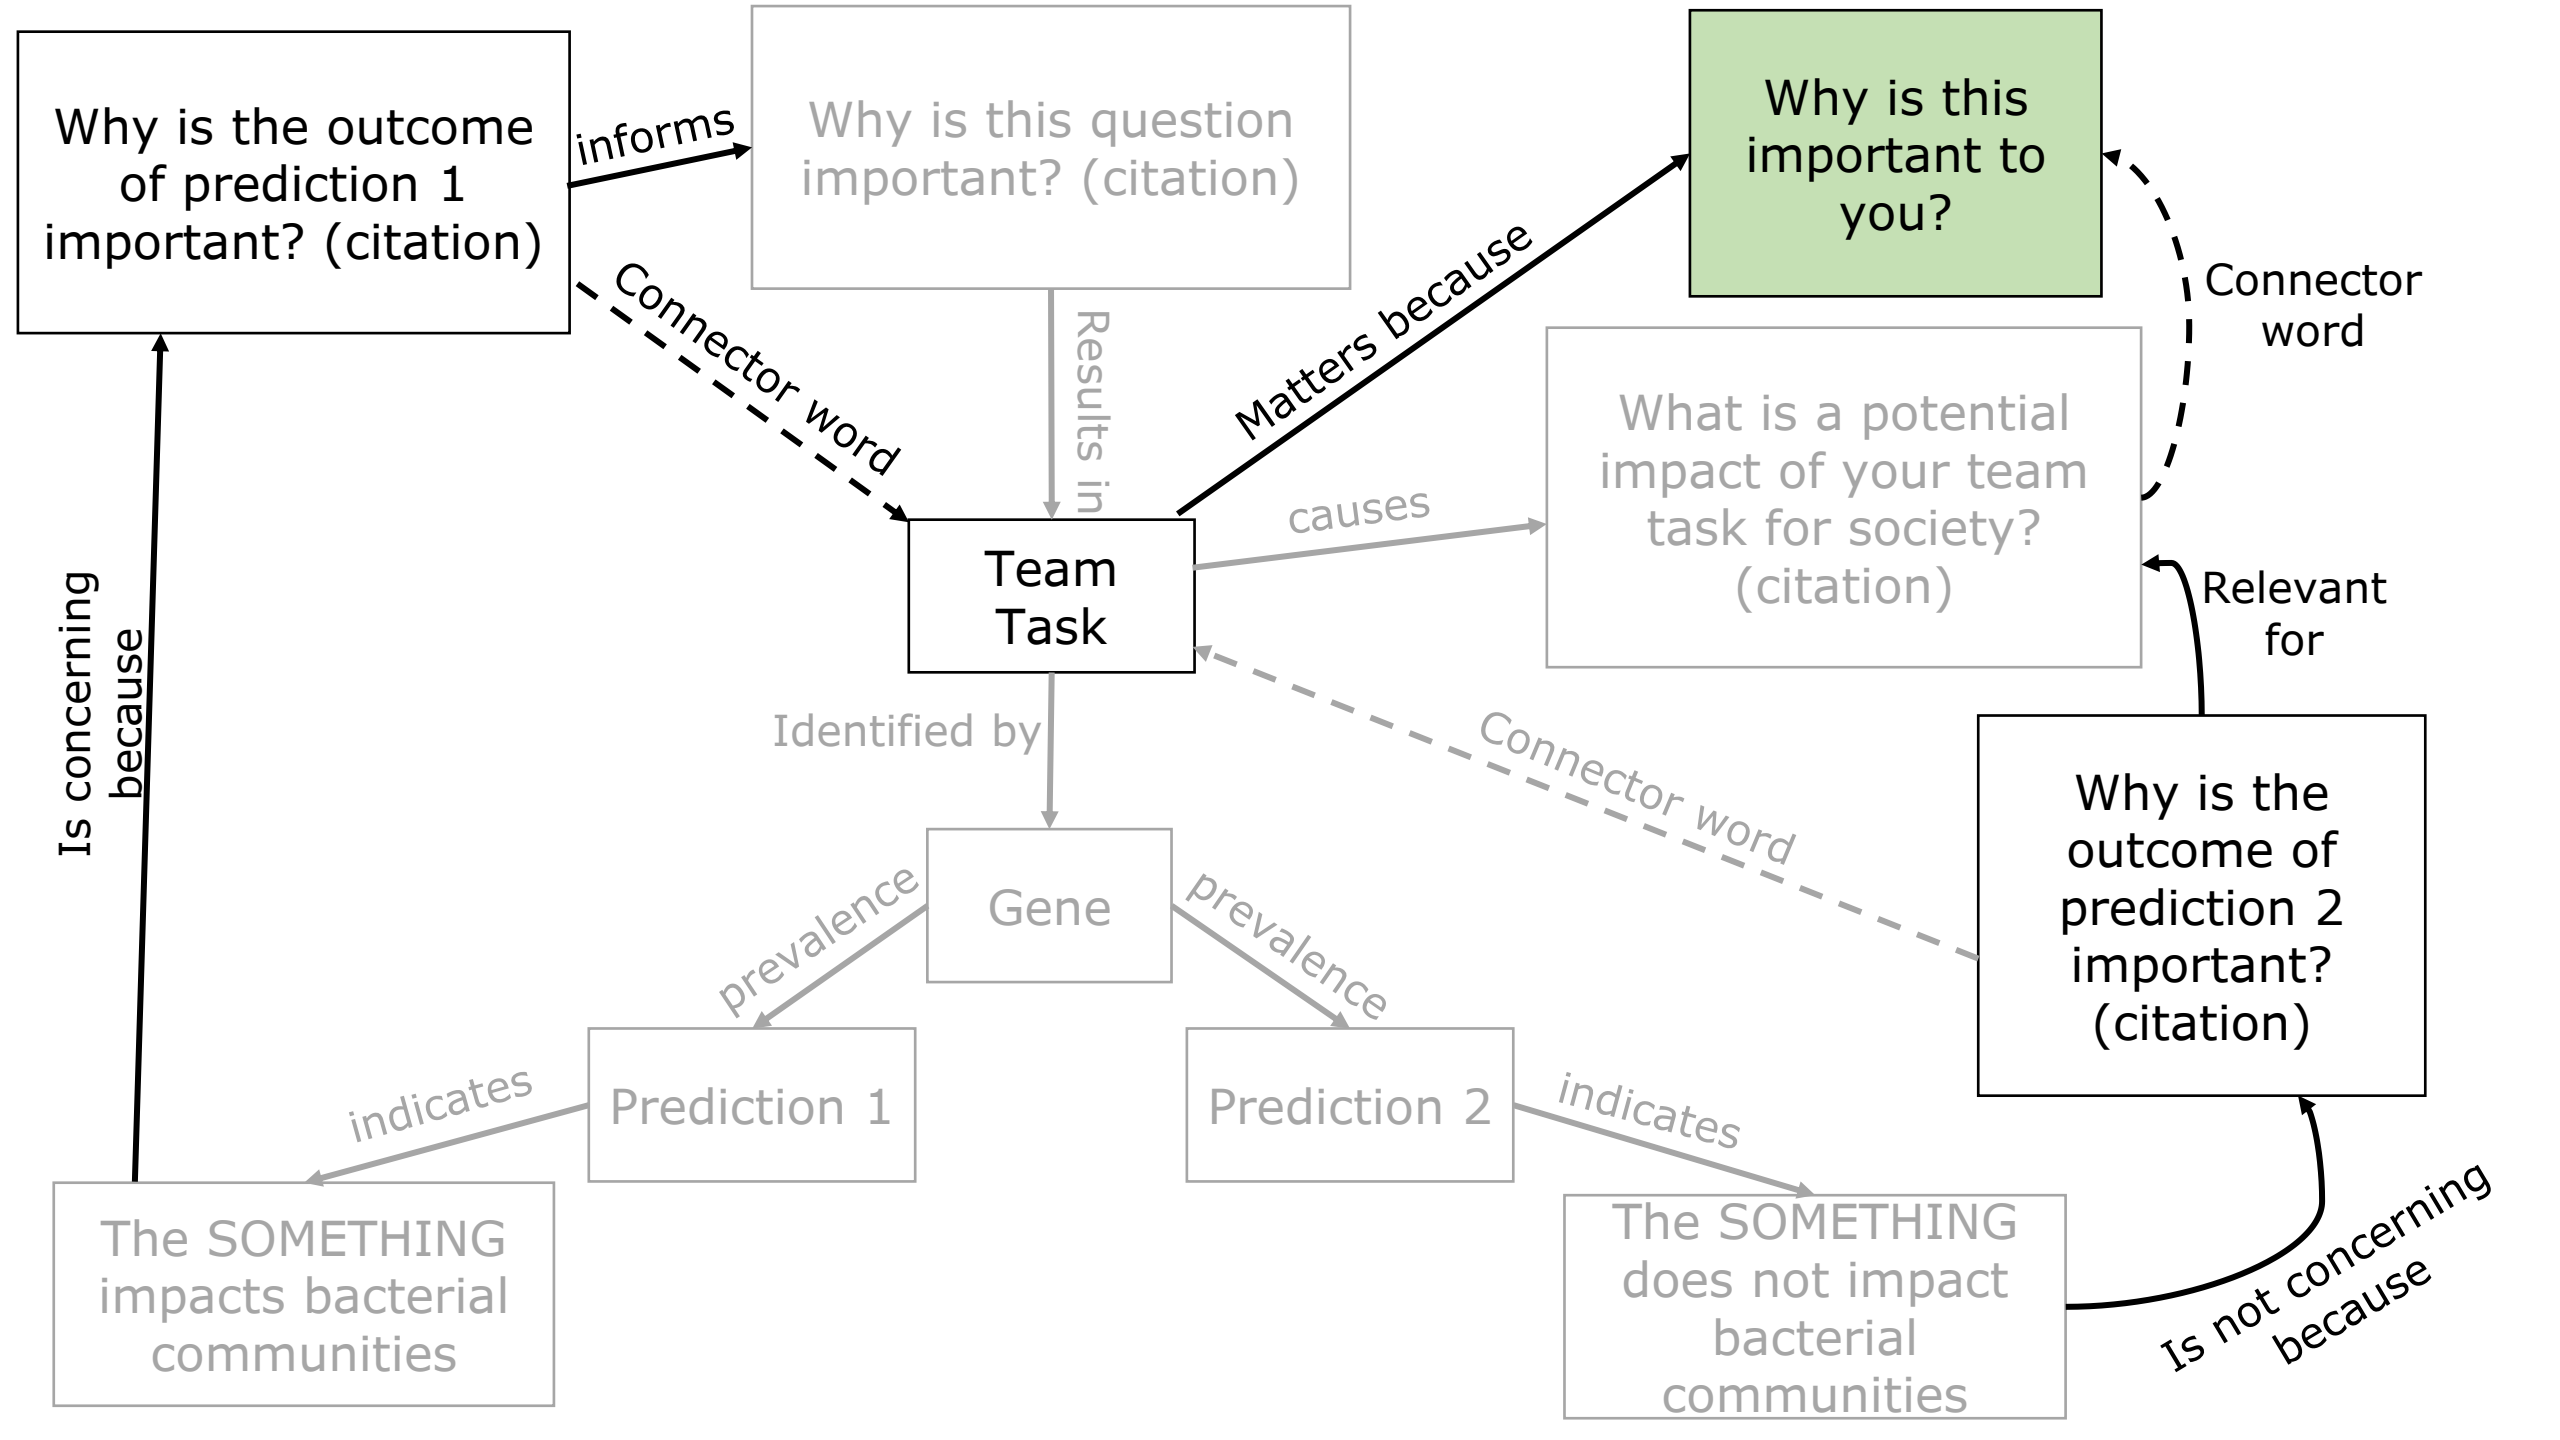 Why is the outcome
of prediction 1
important? (citation)
informs
Why is this question
important? (citation)
Why is this
important to
you?
Connector word
Results in
Matters because
Connector
word
What is a potential
impact of your team
task for society?
(citation)
causes
Team
Task
Relevant
for
Is concerning
because
Identified by
Connector word
Why is the
outcome of
prediction 2
important?
(citation)
Gene
prevalence
prevalence
Prediction 1
Prediction 2
indicates
indicates
The SOMETHING
impacts bacterial
communities
The SOMETHING
does not impact
bacterial
communities
Is not concerning
because